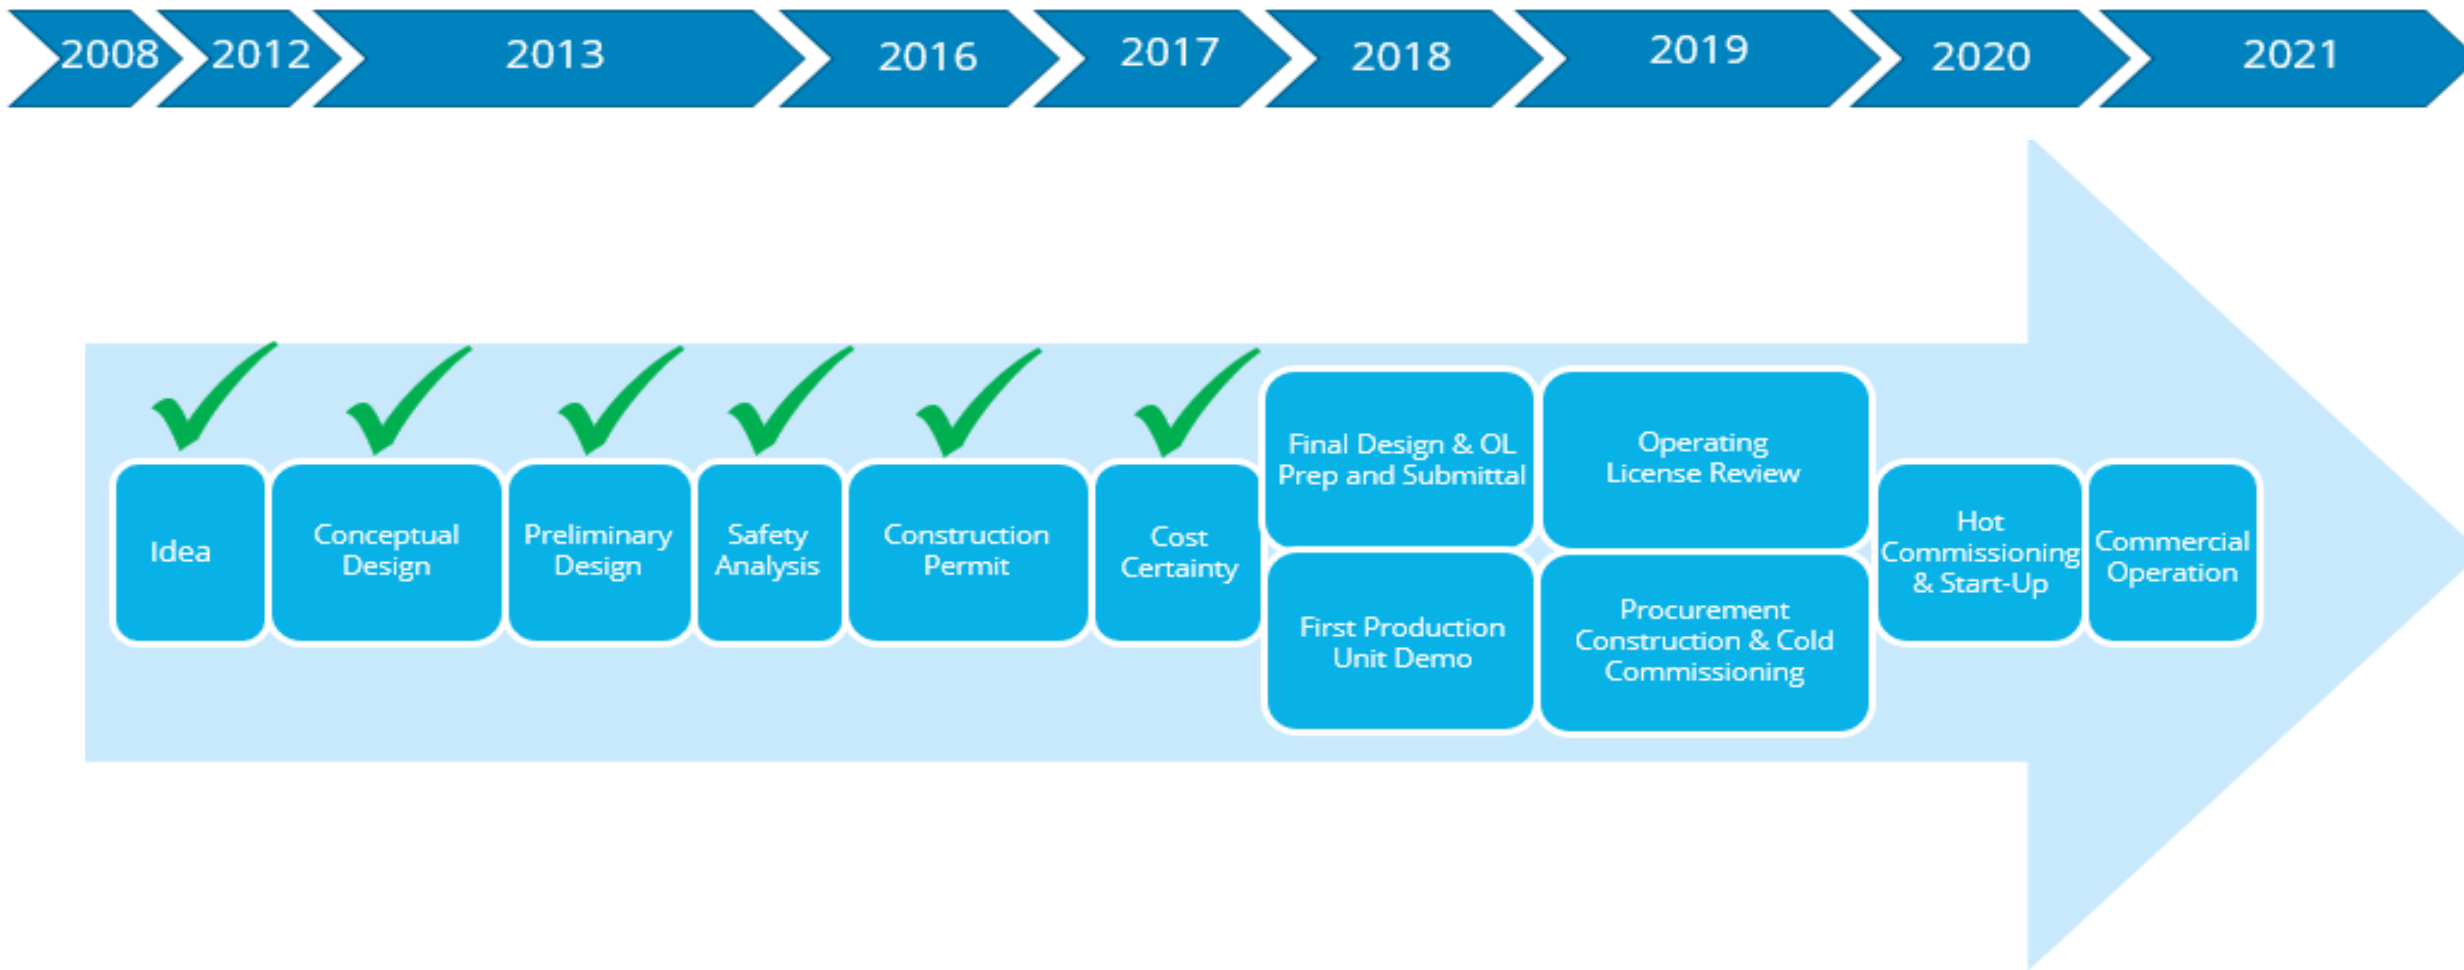 2008
2012
2013
2016
2017
2018
2019
2020
2021
Idea
Conceptual
Design
Preliminary
Design
Safety
Analysis
Construction
Permit
Cost
Certainty
Final Design & OL
Prep and Submittal
First Production
Unit Demo
Operating
License Review
Procurement
Construction & Cold
Commissioning
Hot
Commissioning
& Start-Up
Commercial
Operation